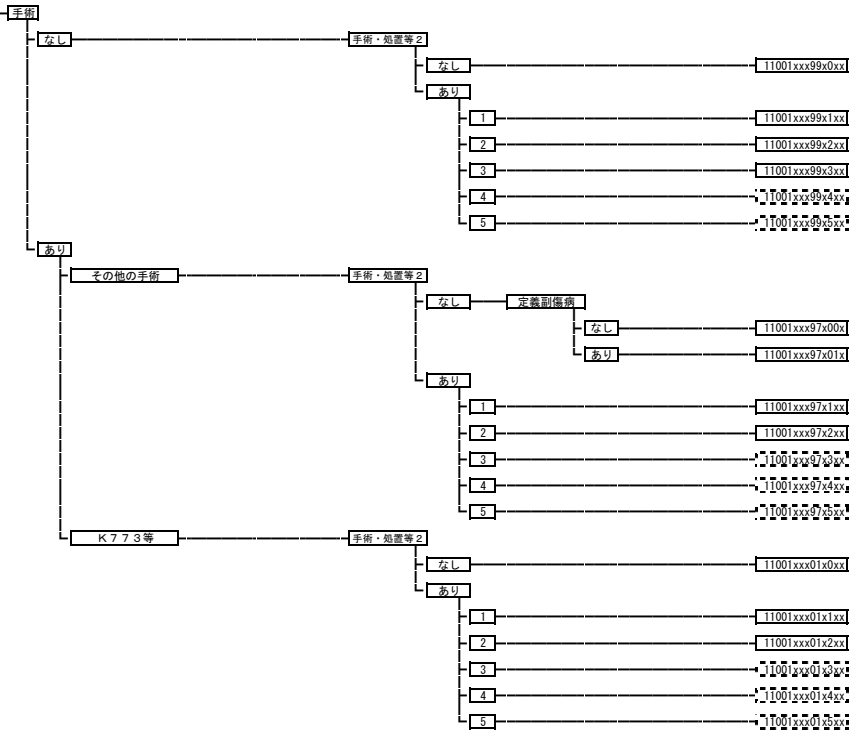 手術
なし 手術・処置等２
なし 11001xxx99x0xx
あり
1 11001xxx99x1xx
2 11001xxx99x2xx
3 11001xxx99x3xx
4 11001xxx99x4xx
5 11001xxx99x5xx
あり
その他の手術 手術・処置等２
なし 定義副傷病
なし 11001xxx97x00x
あり 11001xxx97x01x
あり
1 11001xxx97x1xx
2 11001xxx97x2xx
3 11001xxx97x3xx
4 11001xxx97x4xx
5 11001xxx97x5xx
Ｋ７７３等 手術・処置等２
なし 11001xxx01x0xx
あり
1 11001xxx01x1xx
2 11001xxx01x2xx
3 11001xxx01x3xx
4 11001xxx01x4xx
5 11001xxx01x5xx